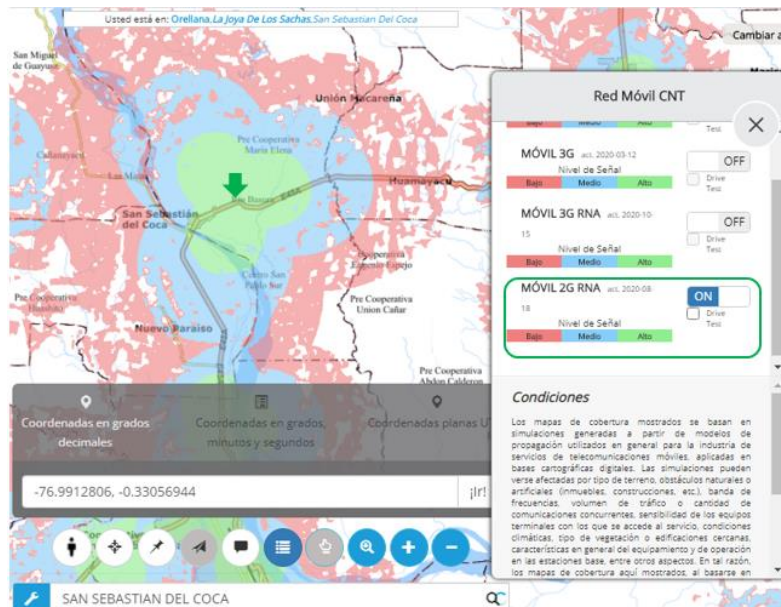 Usted está en: Orellana,La Joya De Los Sachas,San Sebastian Del Coca
Cambiar a
San Miguel
de Guayusa
Unión Macareña
Pre Cooperativa
Maria Elena
Huamayacu
San Sebastián
del Coca
Cooperativa
Eugenio Espejo
Centro San
Pablo Sur
Pre Cooperativa
Pre Cooperativa
Union Cañar
Nuevo Paraiso
Pre Cooperativa
Abdon Calderon
Red Móvil CNT
Bajo Medio Alto
Test
MÓVIL 3G act. 2020-03-12
OFF
Nivel de Señal
Drive
Test
Bajo Medio Alto
MÓVIL 3G RNA act. 2020-10-
15
OFF
Nivel de Señal
Drive
Test
Bajo Medio Alto
MÓVIL 2G RNA act. 2020-08-
18
ON
Nivel de Señal
Drive
Test
Bajo Medio Alto
Condiciones
Los mapas de cobertura mostrados se basan en
simulaciones generadas a partir de modelos de
propagación utilizados en general para la industria de
servicios de telecomunicaciones móviles, aplicadas en
bases cartográficas digitales. Las simulaciones pueden
verse afectadas por tipo de terreno, obstáculos naturales o
artificiales (inmuebles, construcciones, etc.), banda de
frecuencias, volumen de tráfico o cantidad de
comunicaciones concurrentes, sensibilidad de los equipos
terminales con los que se accede al servicio, condiciones
climáticas, tipo de vegetación o edificaciones cercanas,
características en general del equipamiento y de operación
en las estaciones base, entre otros aspectos. En tal razón,
los mapas de cobertura aquí mostrados, al basarse en
Coordenadas en grados
decimales
Coordenadas en grados,
minutos y segundos
Coordenadas planas U
-76.9912806, -0.33056944
¡Ir!
SAN SEBASTIAN DEL COCA